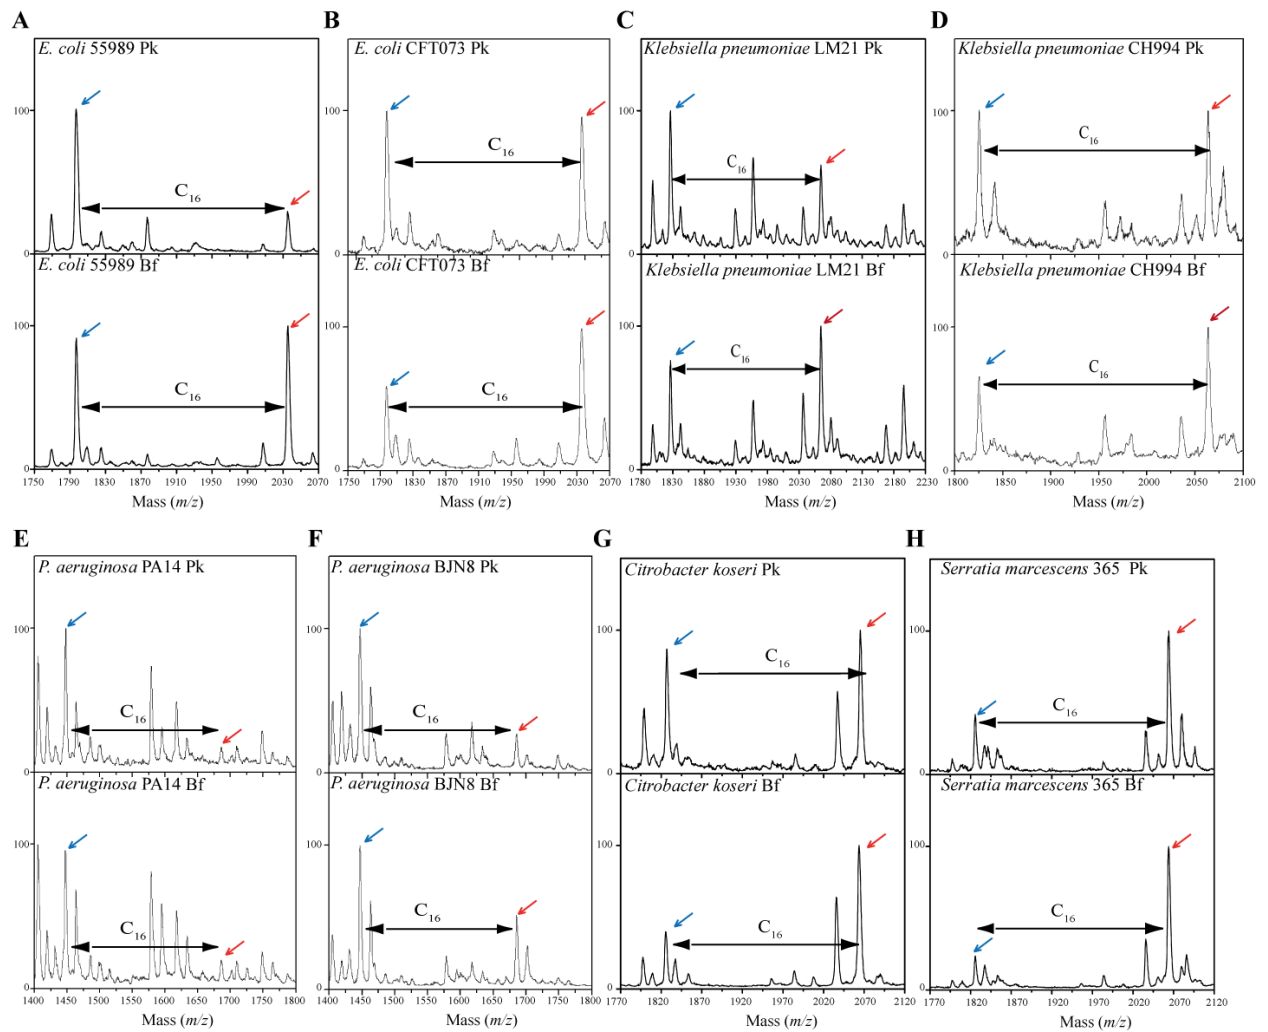 A
B
C
D
E. coli 55989 Pk
E. coli CFT073 Pk
Klebsiella pneumoniae LM21 Pk
Klebsiella pneumoniae CH994 Pk
100
100
100
100
C16
C16
C16
C16
0
0
0
0
E. coli 55989 Bf
E. coli CFT073 Bf
Klebsiella pneumoniae LM21 Bf
Klebsiella pneumoniae CH994 Bf
100
100
100
100
C16
C16
C16
C16
0
0
0
0
1750 1790 1830 1870 1910 1950 1990 2030 2070
1750 1790 1830 1870 1910 1950 1990 2030 2070
1780 1830 1880 1930 1980 2030 2080 2130 2180 2230
1800 1850 1900 1950 2000 2050 2100
Mass (m/z)
Mass (m/z)
Mass (m/z)
Mass (m/z)
E
F
G
H
P. aeruginosa PA14 Pk
P. aeruginosa BJN8 Pk
Citrobacter koseri Pk
Serratia marcescens 365 Pk
100
100
100
100
C16
C16
C16
C16
0
0
0
0
P. aeruginosa PA14 Bf
P. aeruginosa BJN8 Bf
Citrobacter koseri Bf
Serratia marcescens 365 Bf
100
100
100
100
C16
C16
C16
C16
0
0
0
0
1400 1450 1500 1550 1600 1650 1700 1750 1800
1400 1450 1500 1550 1600 1650 1700 1750 1800
1770 1820 1870 1920 1970 2020 2070 2120
1770 1820 1870 1920 1970 2020 2070 2120
Mass (m/z)
Mass (m/z)
Mass (m/z)
Mass (m/z)